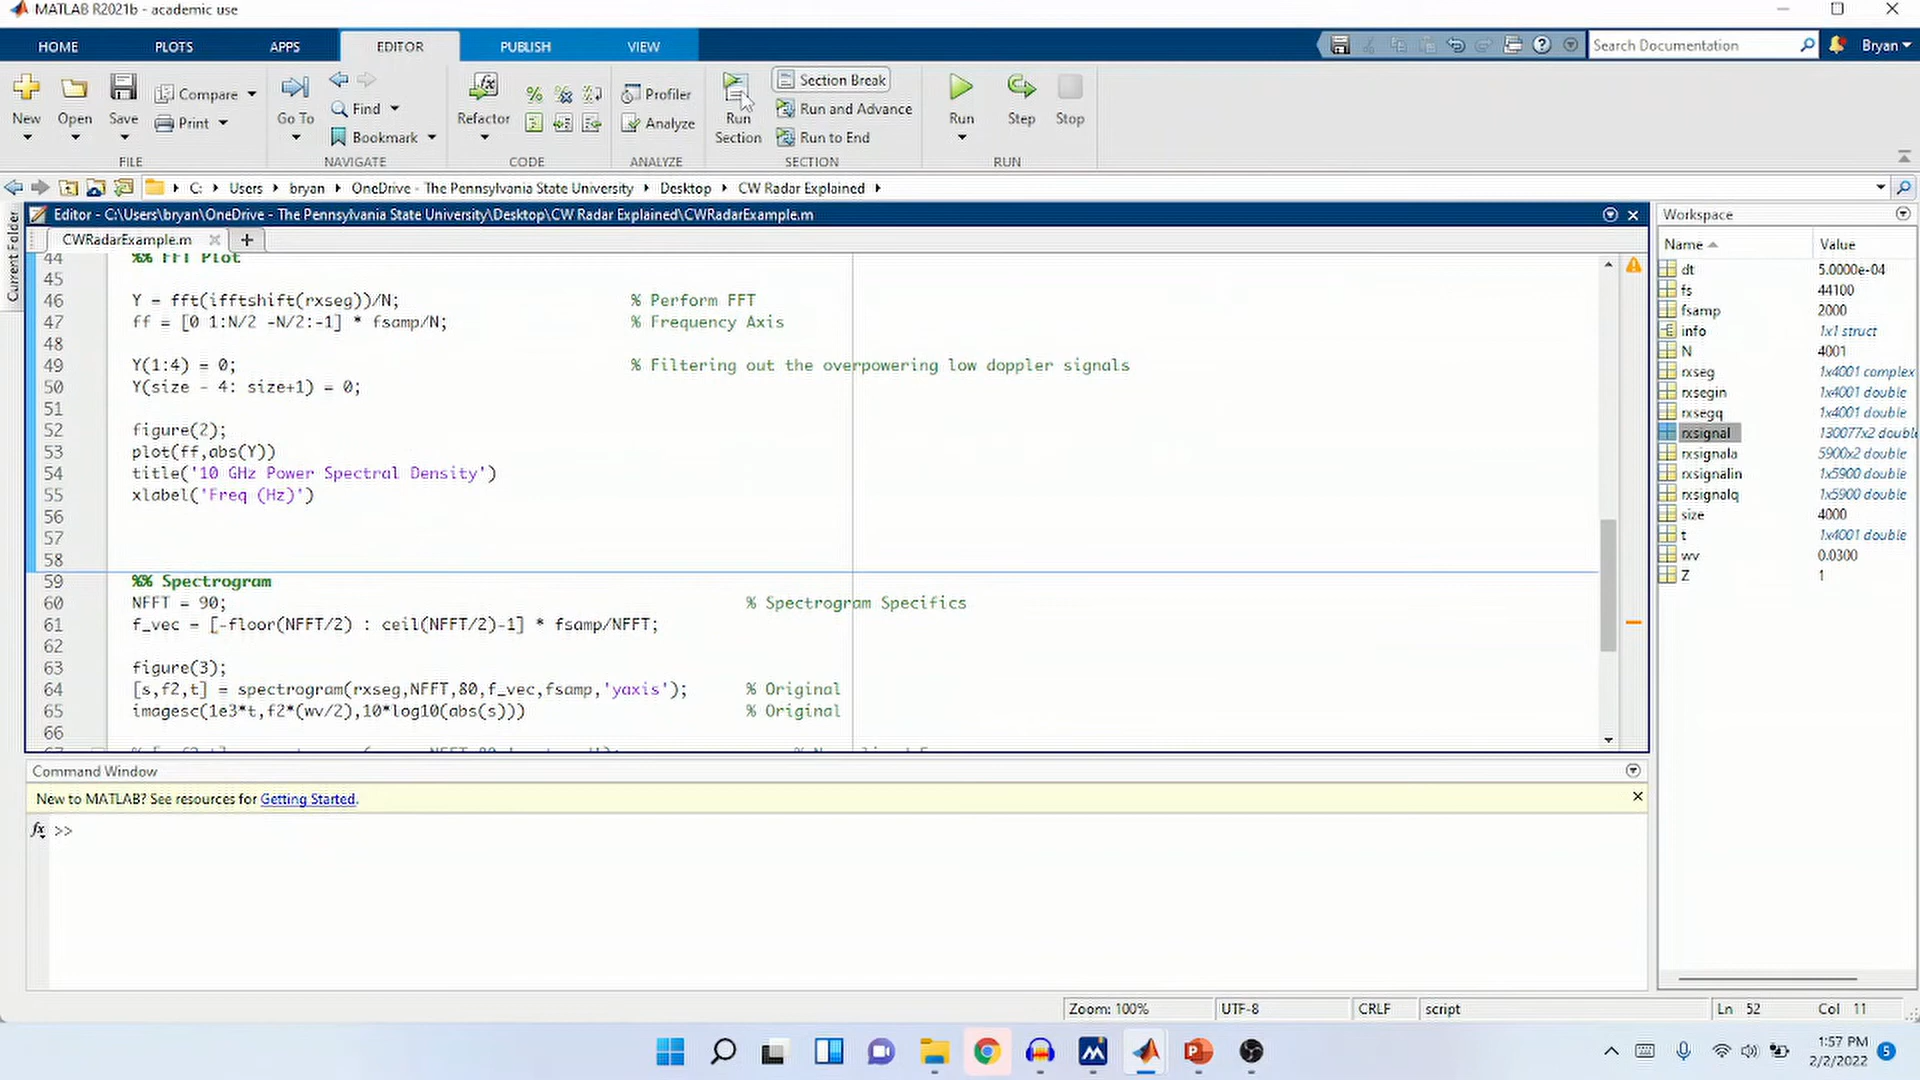 MATLAB R2021b - academic use
HOME PLOTS APPS EDITOR PUBLISH VIEW Search Documentation Bryan
New Open Save Compare Print Go To Find Bookmark Refactor Profiler Analyze Run Section Section Break Run and Advance Run to End Run Step Stop
FILE NAVIGATE CODE ANALYZE SECTION RUN
C: Users bryan OneDrive - The Pennsylvania State University Desktop CW Radar Explained
Current Folder
Editor - C:\Users\bryan\OneDrive - The Pennsylvania State University\Desktop\CW Radar Explained\CWRadarExample.m
CWRadarExample.m
44 %% FFT Plot
45
46 Y = fft(ifftshift(rxseg))/N; % Perform FFT
47 ff = [0 1:N/2 -N/2:-1] * fsamp/N; % Frequency Axis
48
49 Y(1:4) = 0; % Filtering out the overpowering low doppler signals
50 Y(size - 4: size+1) = 0;
51
52 figure(2);
53 plot(ff,abs(Y))
54 title('10 GHz Power Spectral Density')
55 xlabel('Freq (Hz)')
56
57
58
59 %% Spectrogram
60 NFFT = 90; % Spectrogram Specifics
61 f_vec = [-floor(NFFT/2) : ceil(NFFT/2)-1] * fsamp/NFFT;
62
63 figure(3);
64 [s,f2,t] = spectrogram(rxseg,NFFT,80,f_vec,fsamp,'yaxis'); % Original
65 imagesc(1e3*t,f2*(wv/2),10*log10(abs(s))) % Original
66
Workspace
Name Value
dt 5.0000e-04
fs 44100
fsamp 2000
info 1x1 struct
N 4001
rxseg 1x4001 complex
rxsegin 1x4001 double
rxsegq 1x4001 double
rxsignal 130077x2 doubl
rxsignala 5900x2 double
rxsignalin 1x5900 double
rxsignalq 1x5900 double
size 4000
t 1x4001 double
wv 0.0300
Z 1
Command Window
New to MATLAB? See resources for Getting Started.
fx >>
Zoom: 100% UTF-8 CRLF script Ln 52 Col 11
1:57 PM
2/2/2022 5